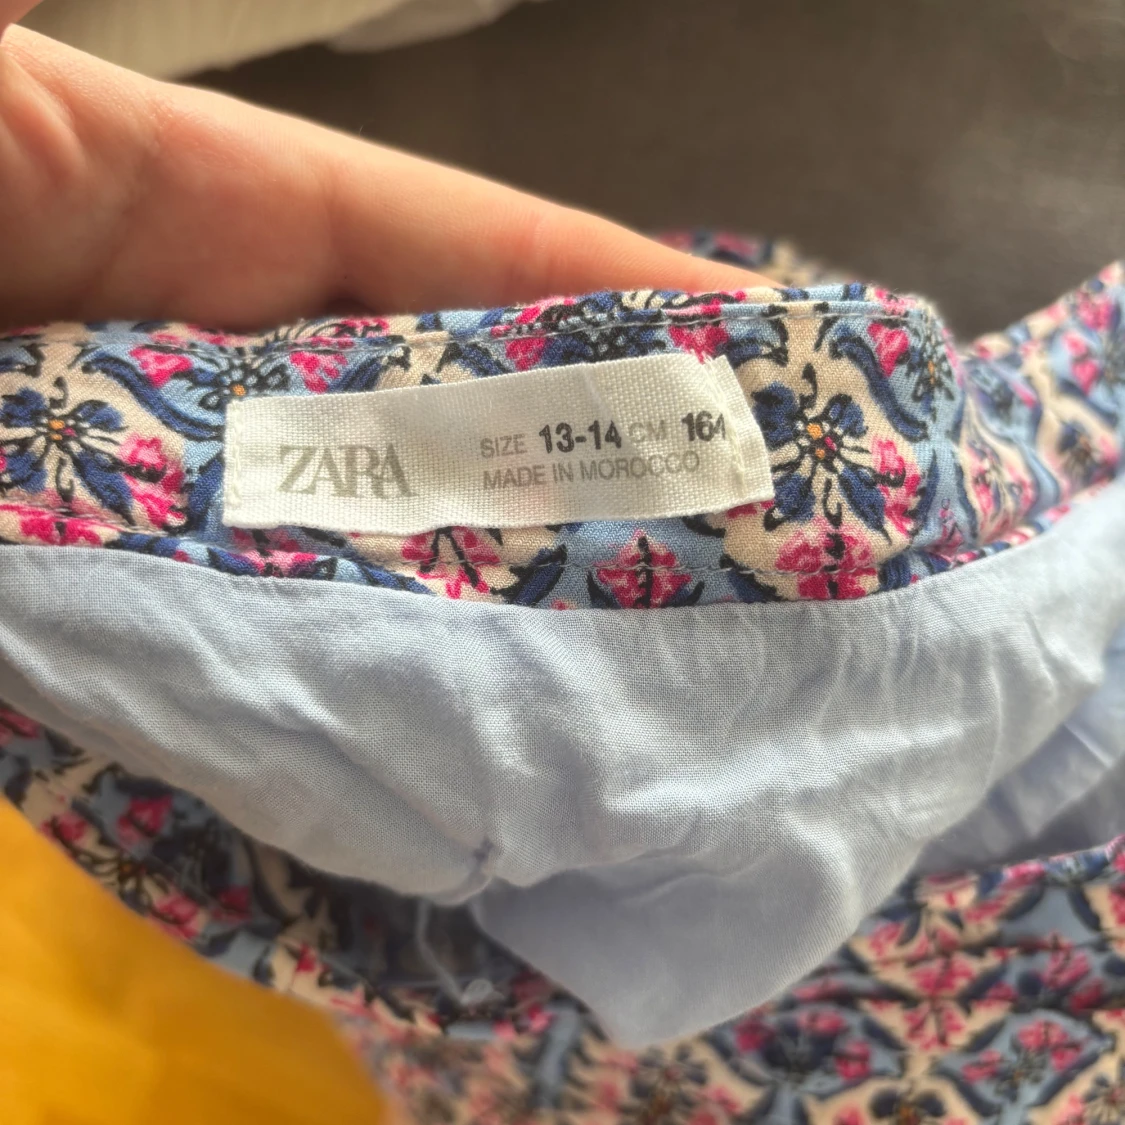 ZARA
SIZE 13-14 CM 164
MADE IN MOROCCO